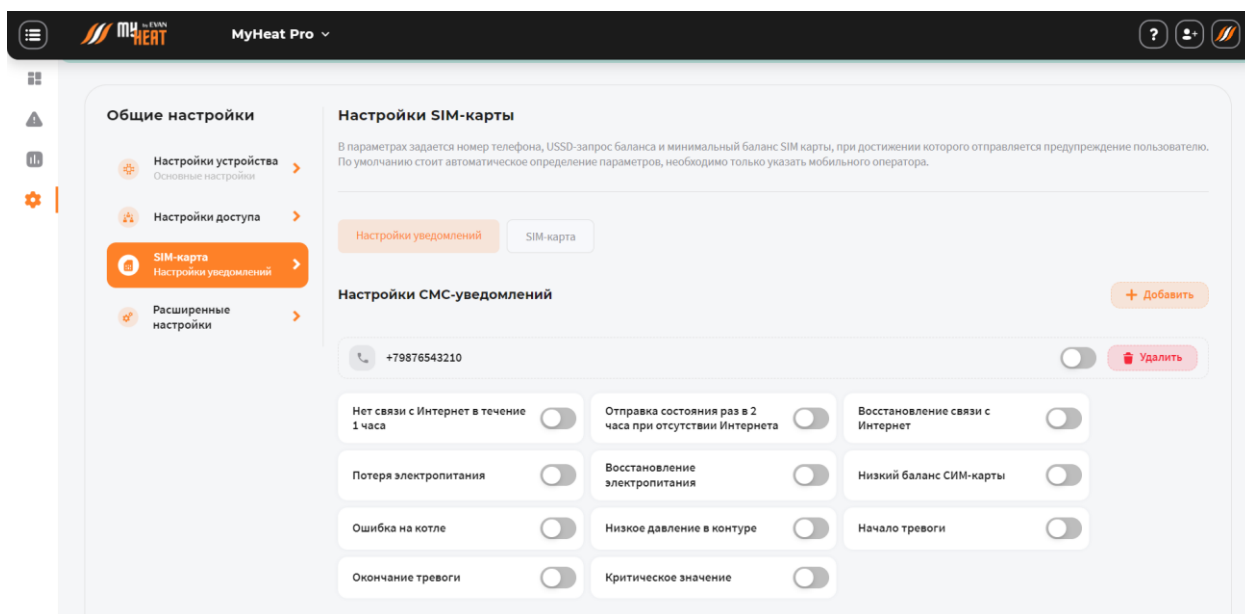 MYHEAT by EVAN
MyHeat Pro
?
Общие настройки
Настройки устройства
Основные настройки
Настройки доступа
SIM-карта
Настройки уведомлений
Расширенные
настройки
Настройки SIM-карты
В параметрах задается номер телефона, USSD-запрос баланса и минимальный баланс SIM карты, при достижении которого отправляется предупреждение пользователю.
По умолчанию стоит автоматическое определение параметров, необходимо только указать мобильного оператора.
Настройки уведомлений
SIM-карта
Настройки СМС-уведомлений
+ Добавить
+79876543210
Удалить
Нет связи с Интернет в течение
1 часа
Отправка состояния раз в 2
часа при отсутствии Интернета
Восстановление связи с
Интернет
Потеря электропитания
Восстановление
электропитания
Низкий баланс СИМ-карты
Ошибка на котле
Низкое давление в контуре
Начало тревоги
Окончание тревоги
Критическое значение